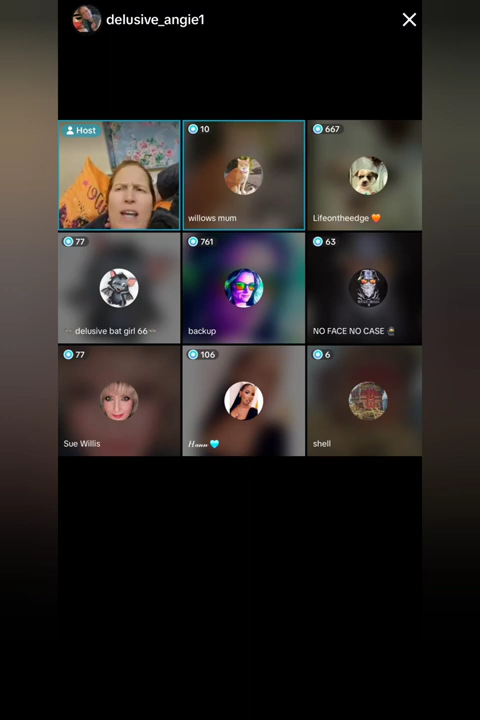 delusive_angie1
Host
10
667
willows mum
Lifeontheedge 🧡
77
761
63
delusive bat girl 66
backup
NO FACE NO CASE 🥷
77
106
6
Sue Willis
𝓗𝓪𝓷𝓷 🩵
shell